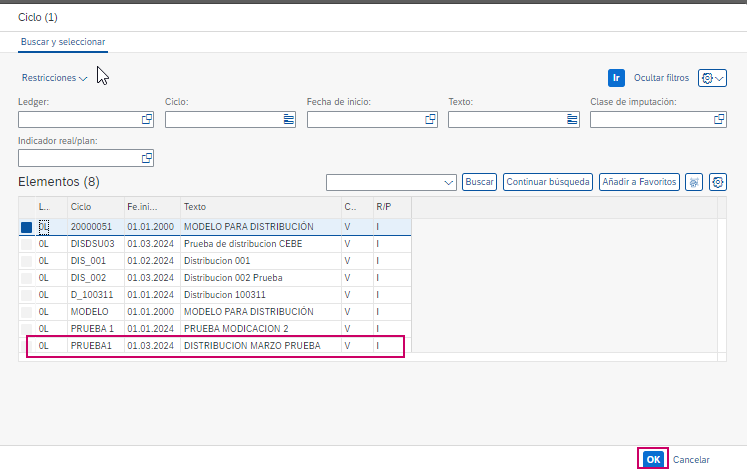 Ciclo (1)
Buscar y seleccionar
Restricciones Ir Ocultar filtros
Ledger: Ciclo: Fecha de inicio: Texto: Clase de imputación:
Indicador real/plan:
Elementos (8) Buscar Continuar búsqueda Añadir a Favoritos
L.. Ciclo Fe.ini... Texto C.. R/P
0L 20000051 01.01.2000 MODELO PARA DISTRIBUCIÓN V I
0L DISDSU03 01.03.2024 Prueba de distribucion CEBE V I
0L DIS_001 01.02.2024 Distribucion 001 V I
0L DIS_002 01.03.2024 Distribucion 002 Prueba V I
0L D_100311 01.01.2024 Distribucion 100311 V I
0L MODELO 01.01.2000 MODELO PARA DISTRIBUCIÓN V I
0L PRUEBA 1 01.01.2024 PRUEBA MODICACION 2 V I
0L PRUEBA1 01.03.2024 DISTRIBUCION MARZO PRUEBA V I
OK Cancelar